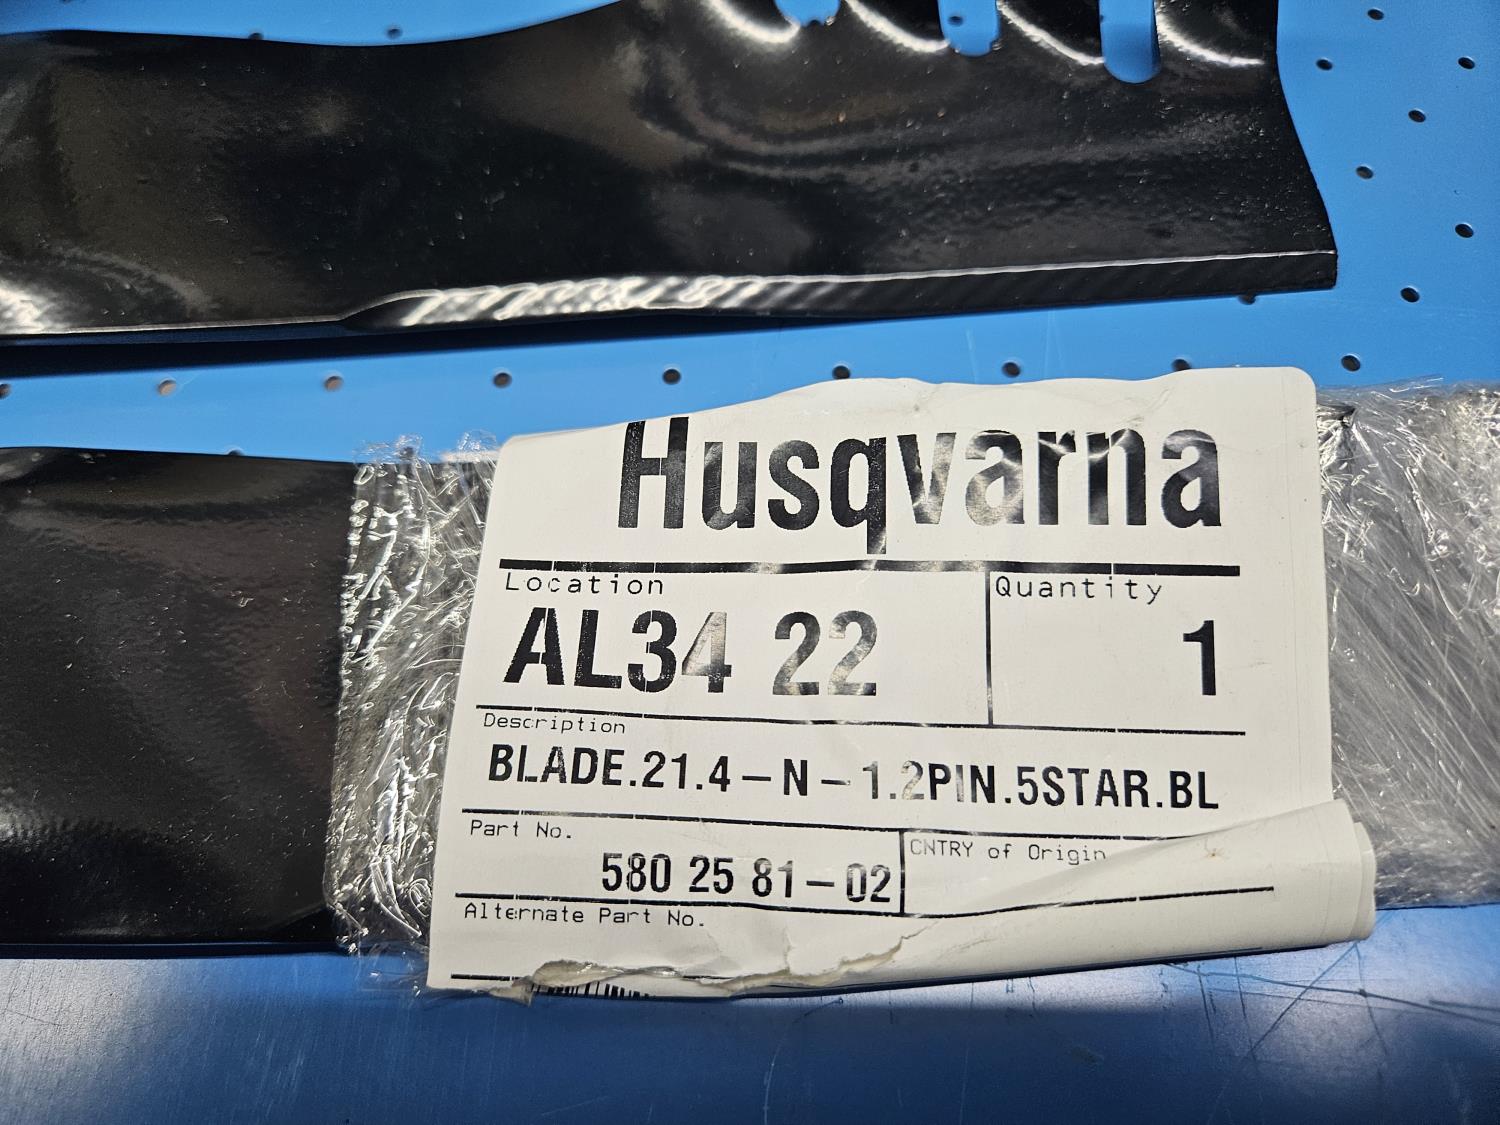 Husqvarna
Location
Quantity
AL34 22
1
Description
BLADE.21.4-N-1.2PIN.5STAR.BL
Part No.
CNTRY of Origin
580 25 81-02
Alternate Part No.